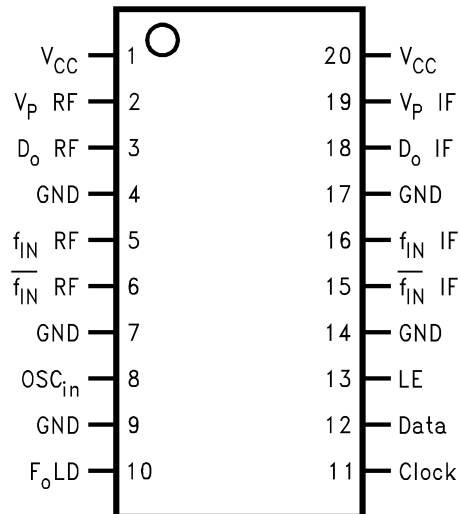 V_CC 1 20 V_CC
V_P RF 2 19 V_P IF
D_o RF 3 18 D_o IF
GND 4 17 GND
f_IN RF 5 16 f_IN IF
f̅_I̅N̅ RF 6 15 f̅_I̅N̅ IF
GND 7 14 GND
OSC_in 8 13 LE
GND 9 12 Data
F_oLD 10 11 Clock